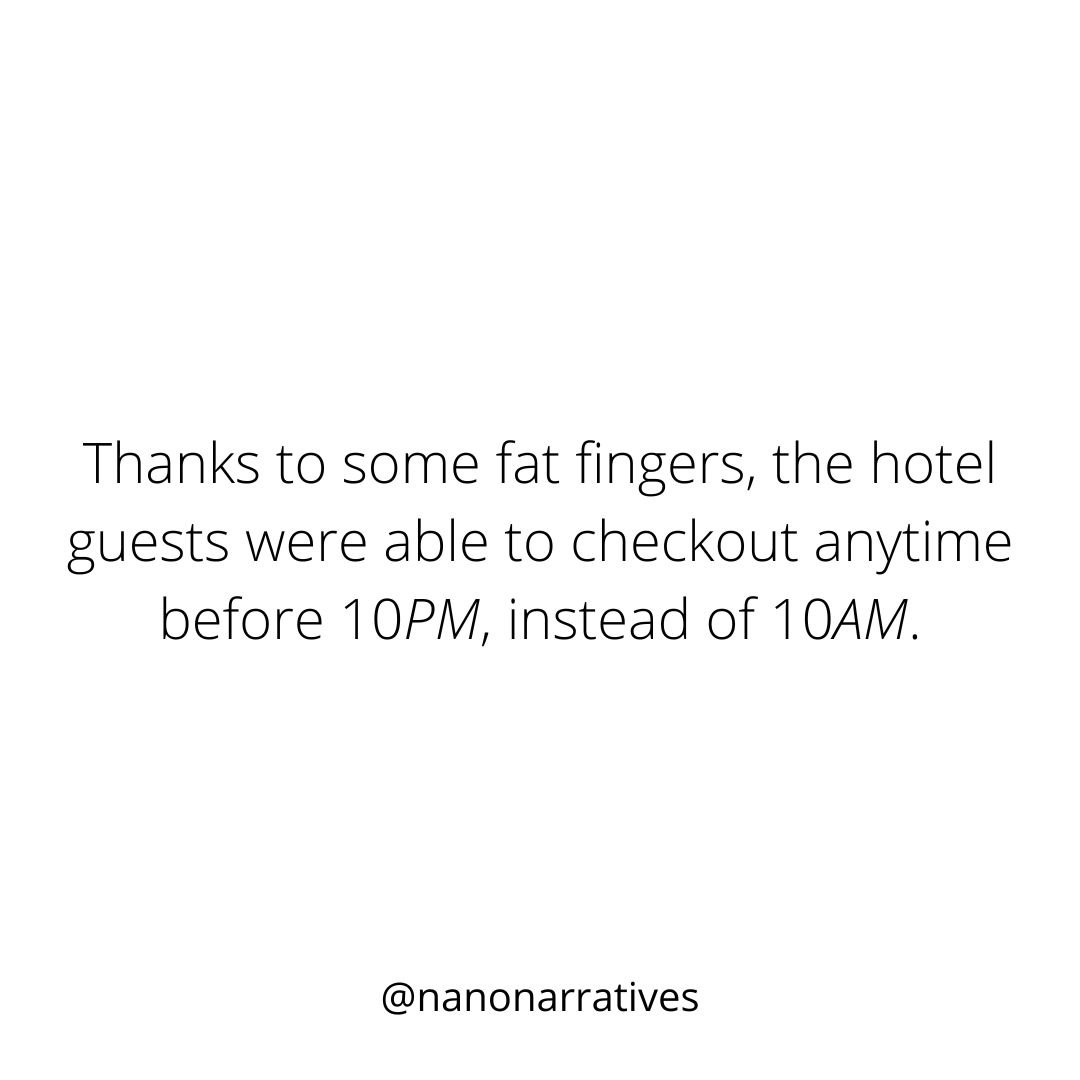 Thanks to some fat fingers, the hotel
guests were able to checkout anytime
before 10PM, instead of 10AM.
@nanonarratives